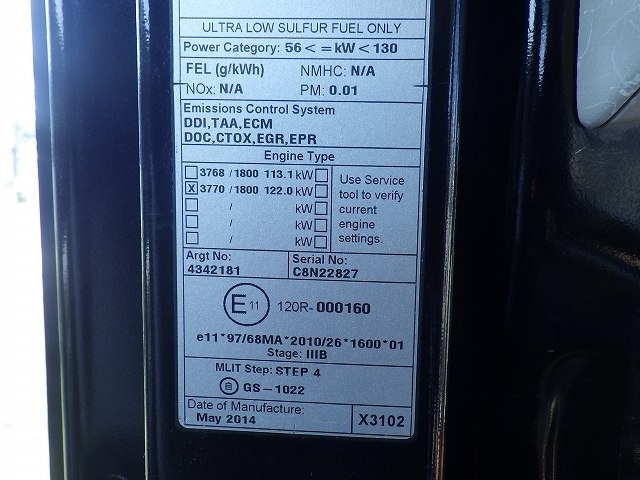 ULTRA LOW SULFUR FUEL ONLY
Power Category: 56 < = kW < 130
FEL (g/kWh) NMHC: N/A
NOx: N/A PM: 0.01
Emissions Control System
DDI,TAA,ECM
DOC,CTOX,EGR,EPR
Engine Type
3768 / 1800 113.1 kW
X 3770 / 1800 122.0 kW
/ kW
/ kW
/ kW
Use Service
tool to verify
current
engine
settings.
Argt No:
4342181
Serial No:
C8N22827
E 11 120R-000160
e11*97/68MA*2010/26*1600*01
Stage: IIIB
MLIT Step: STEP 4
自 GS-1022
Date of Manufacture:
May 2014
X3102